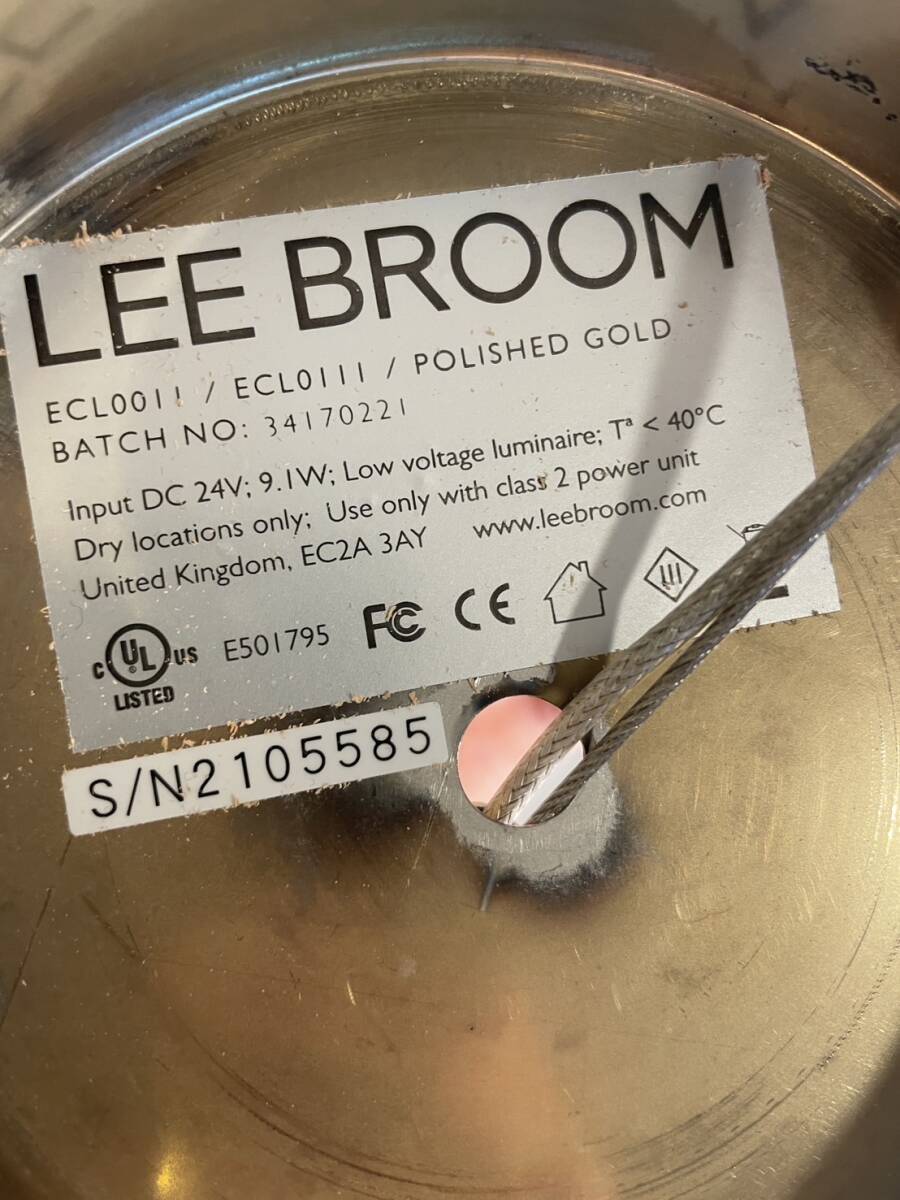 LEE BROOM
ECL0011 / ECL0111 / POLISHED GOLD
BATCH NO: 34170221
Input DC 24V; 9.1W; Low voltage luminaire; Tª < 40°C
Dry locations only; Use only with class 2 power unit
United Kingdom, EC2A 3AY www.leebroom.com
C UL US LISTED E501795 FC CE III
S/N2105585